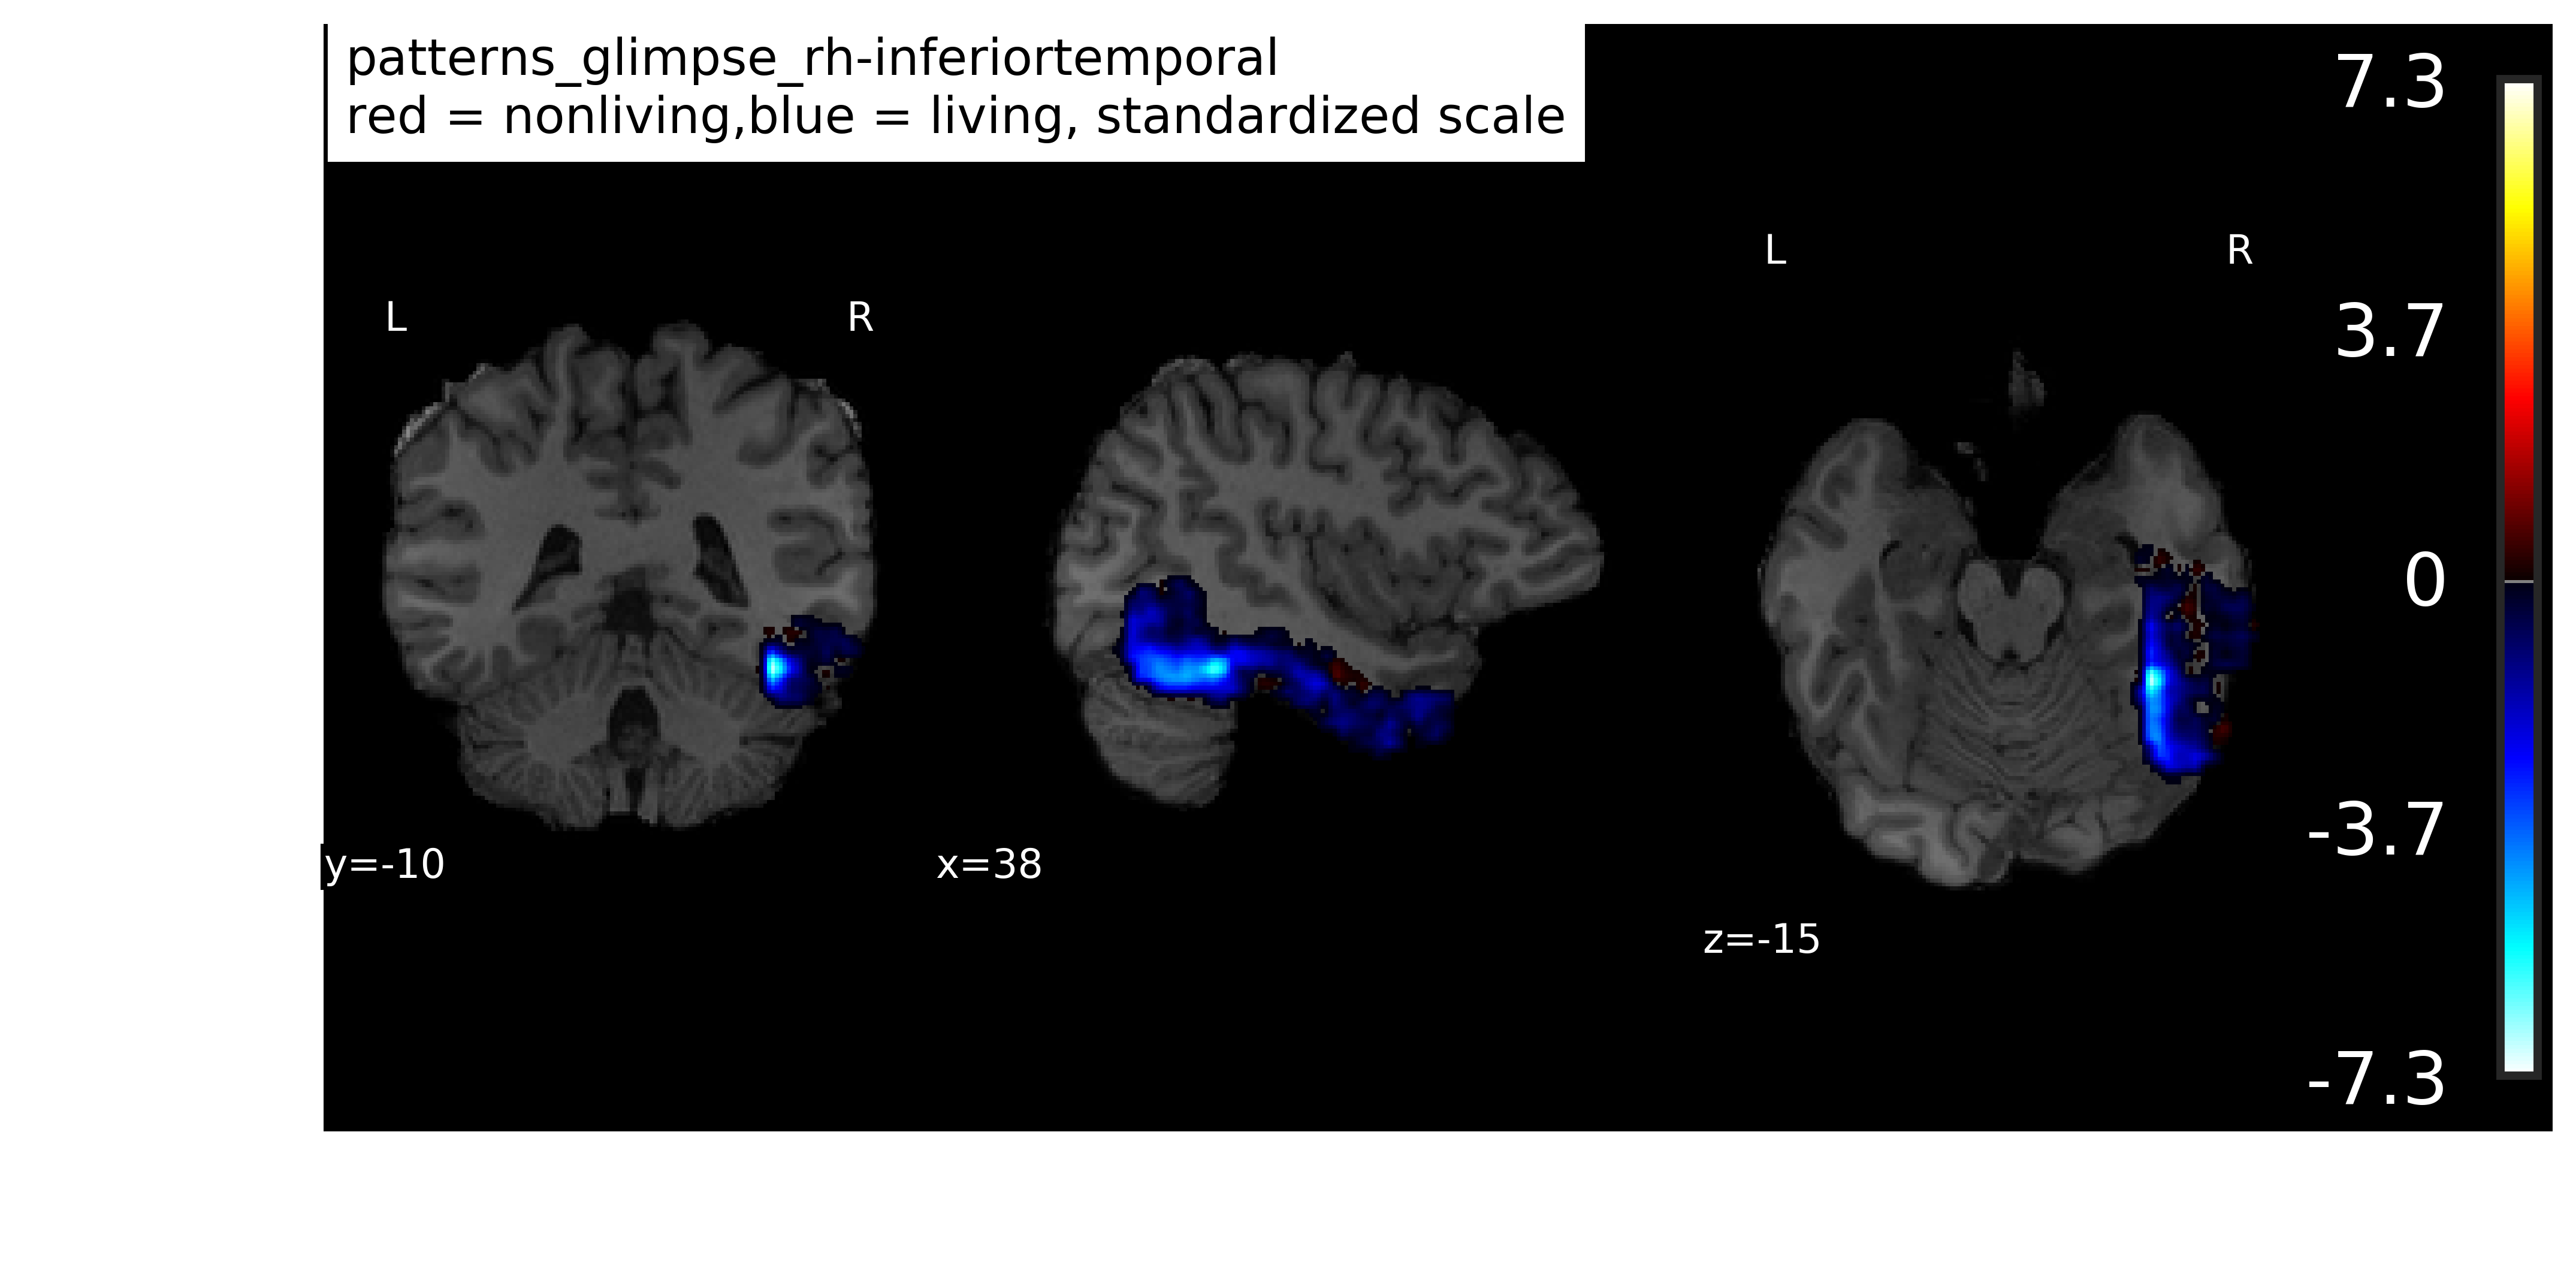 patterns_glimpse_rh-inferiortemporal
red = nonliving,blue = living, standardized scale
L R
y=-10
x=38
L R
z=-15
7.3
3.7
0
-3.7
-7.3